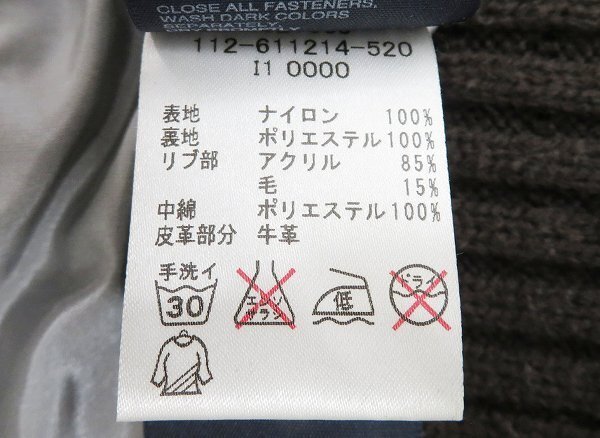 CLOSE ALL FASTENERS,
WASH DARK COLORS
SEPARATELY,
112-611214-520
I1 0000
表地 ナイロン 100%
裏地 ポリエステル 100%
リブ部 アクリル 85%
毛 15%
中綿 ポリエステル 100%
皮革部分 牛革
手洗イ
30
エンソ
サラシ
低
ドライ